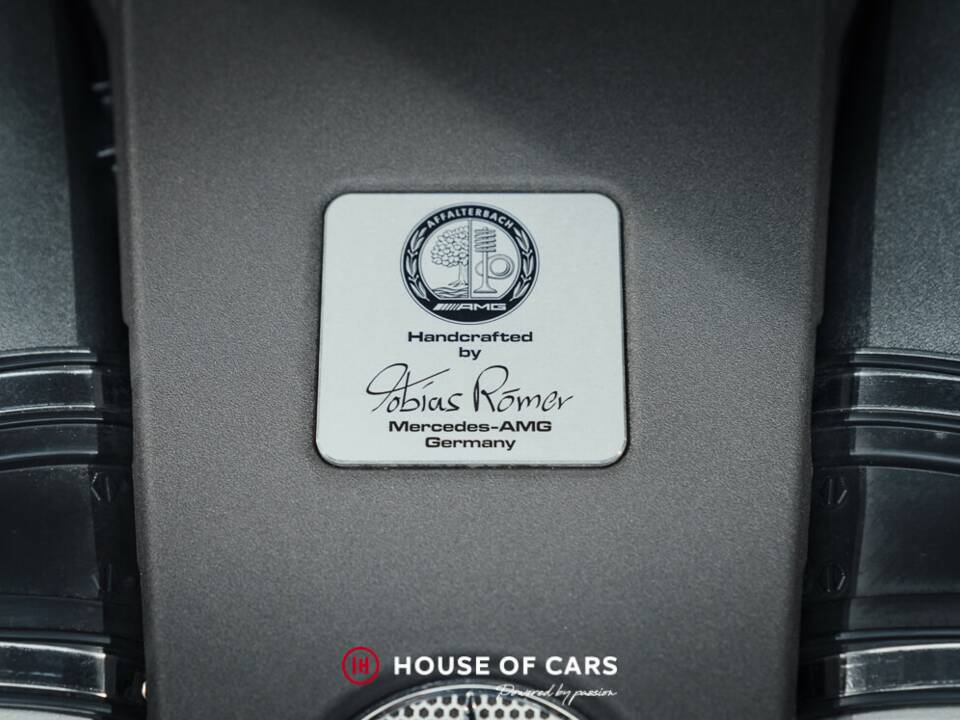 AFFALTERBACH
AMG
Handcrafted
by
Tobias Römer
Mercedes-AMG
Germany
HOUSE OF CARS
Powered by passion